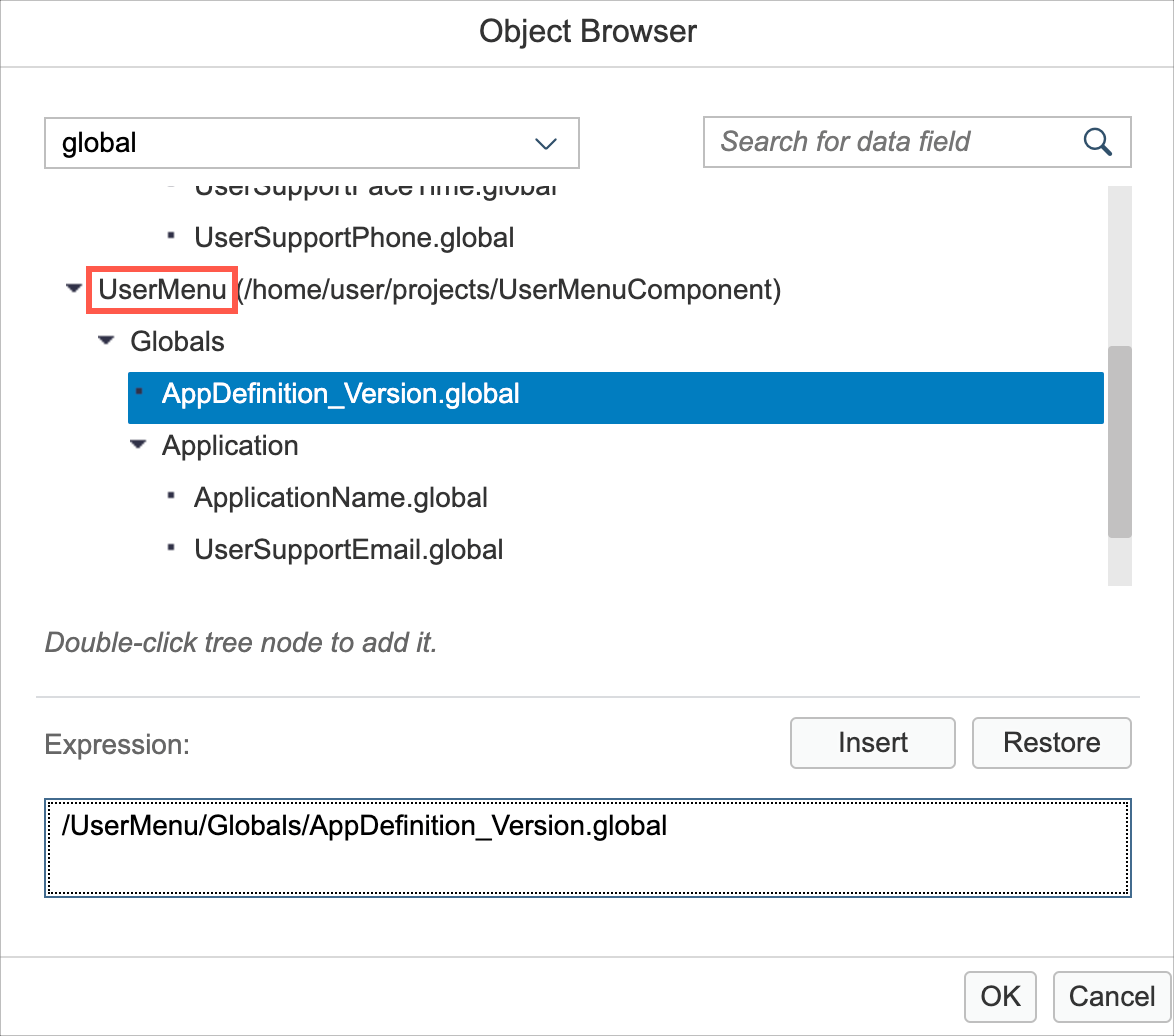 Object Browser
global
Search for data field
UserSupportFaceTime.global
UserSupportPhone.global
UserMenu (/home/user/projects/UserMenuComponent)
Globals
AppDefinition_Version.global
Application
ApplicationName.global
UserSupportEmail.global
Double-click tree node to add it.
Expression:
Insert
Restore
/UserMenu/Globals/AppDefinition_Version.global
OK
Cancel